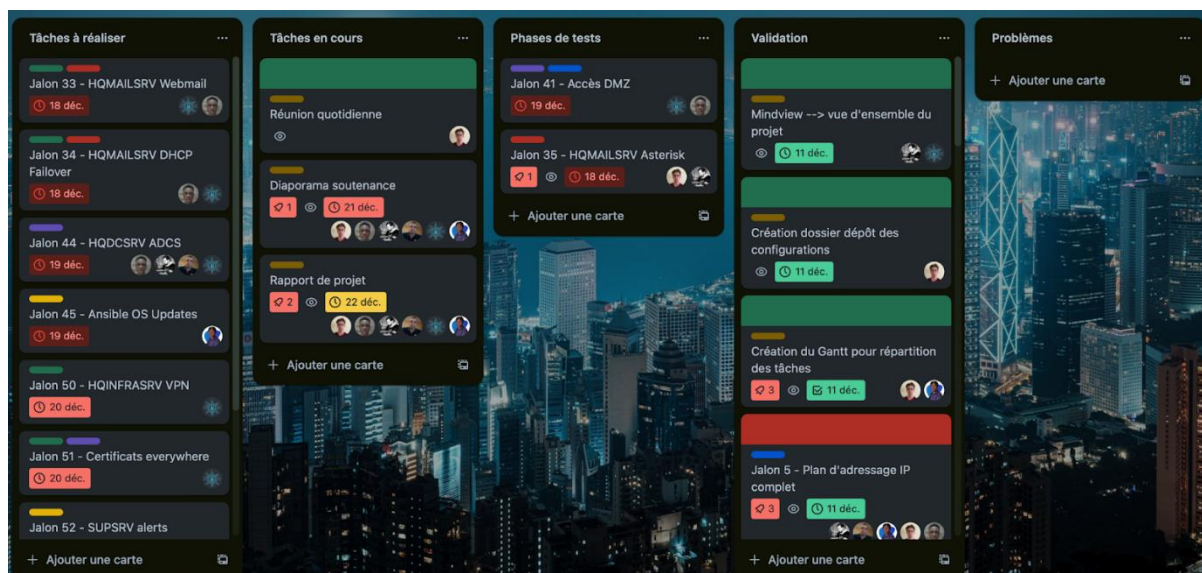 Tâches à réaliser
Jalon 33 - HQMAILSRV Webmail
18 déc.
Jalon 34 - HQMAILSRV DHCP
Failover
18 déc.
Jalon 44 - HQDCSRV ADCS
19 déc.
Jalon 45 - Ansible OS Updates
19 déc.
Jalon 50 - HQINFRASRV VPN
20 déc.
Jalon 51 - Certificats everywhere
20 déc.
Jalon 52 - SUPSRV alerts
+ Ajouter une carte
Tâches en cours
Réunion quotidienne
Diaporama soutenance
1
21 déc.
Rapport de projet
2
22 déc.
+ Ajouter une carte
Phases de tests
Jalon 41 - Accès DMZ
19 déc.
Jalon 35 - HQMAILSRV Asterisk
1
18 déc.
+ Ajouter une carte
Validation
Mindview --> vue d'ensemble du
projet
11 déc.
Création dossier dépôt des
configurations
11 déc.
Création du Gantt pour répartition
des tâches
3
11 déc.
Jalon 5 - Plan d'adressage IP
complet
3
11 déc.
+ Ajouter une carte
Problèmes
+ Ajouter une carte